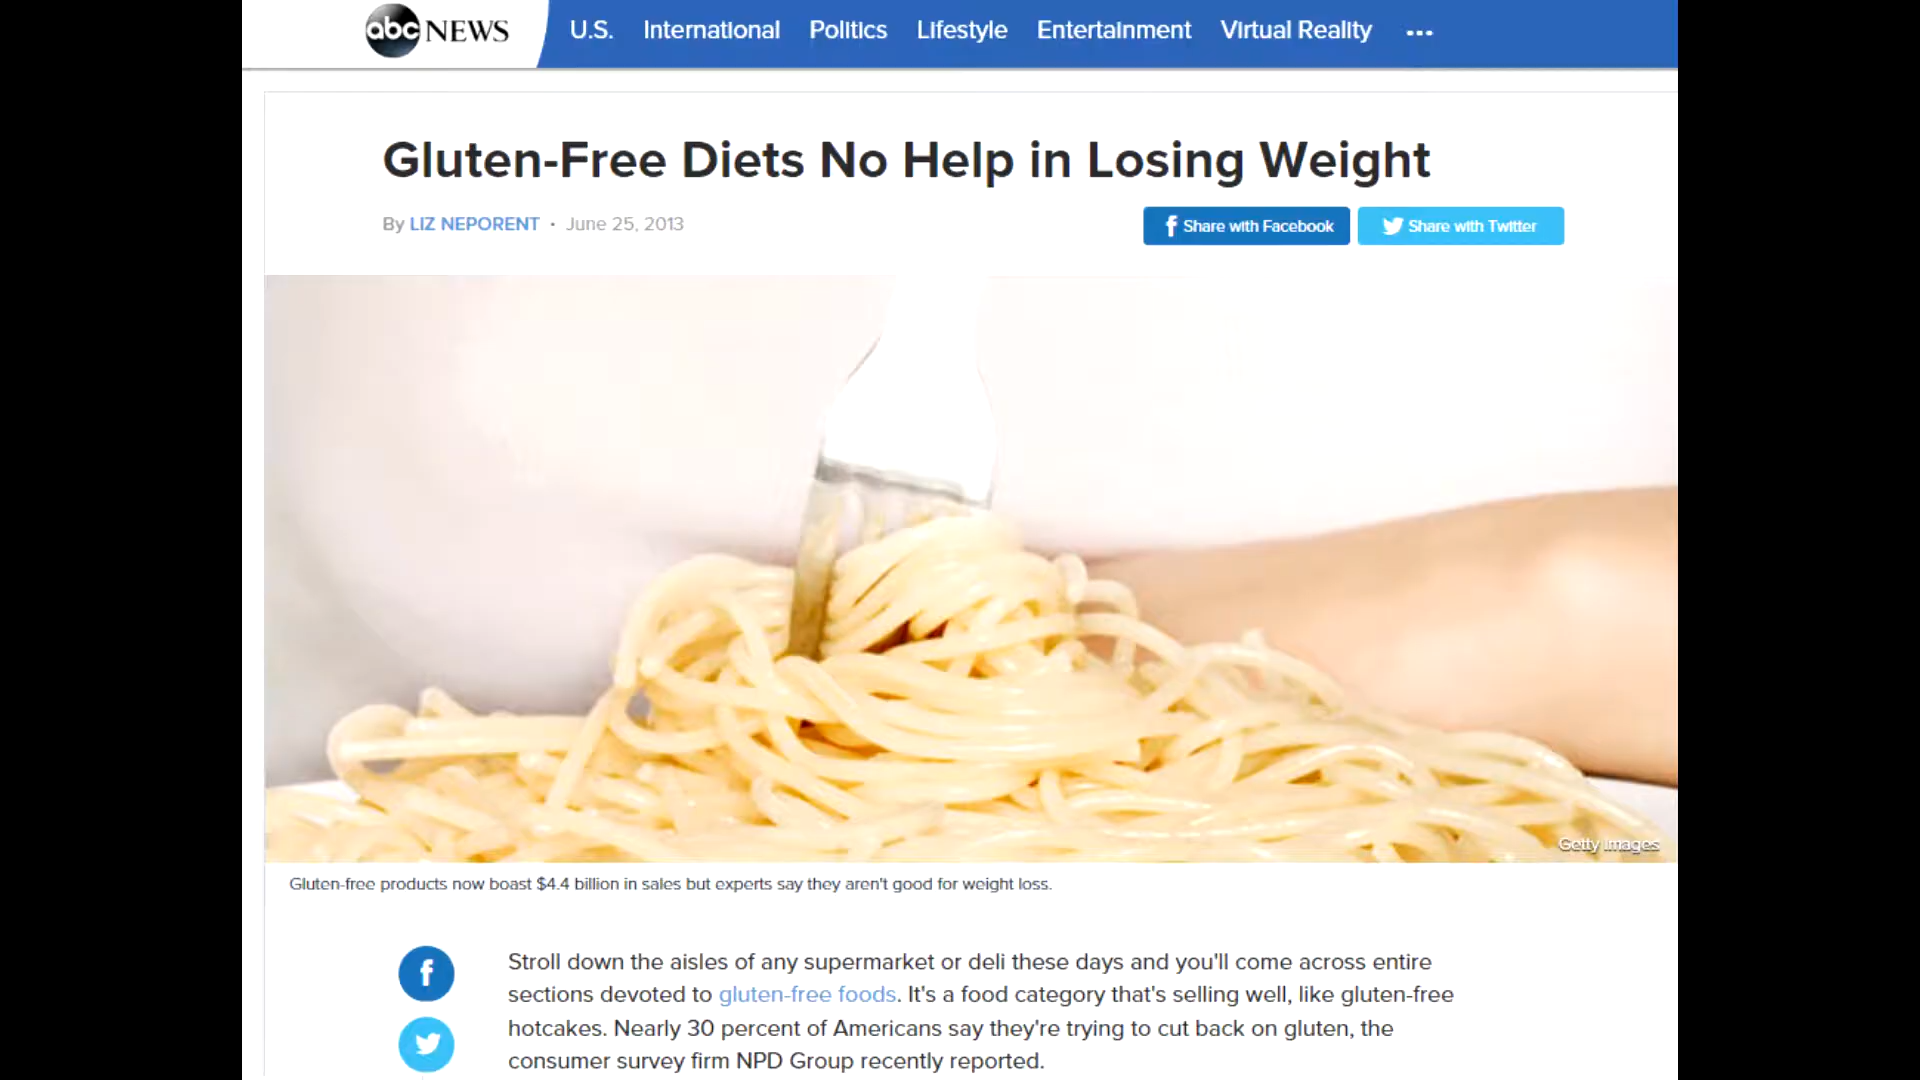 abc NEWS U.S. International Politics Lifestyle Entertainment Virtual Reality ...
Gluten-Free Diets No Help in Losing Weight
By LIZ NEPORENT · June 25, 2013
f Share with Facebook Share with Twitter
Getty Images
Gluten-free products now boast $4.4 billion in sales but experts say they aren't good for weight loss.
f
Stroll down the aisles of any supermarket or deli these days and you'll come across entire
sections devoted to gluten-free foods. It's a food category that's selling well, like gluten-free
hotcakes. Nearly 30 percent of Americans say they're trying to cut back on gluten, the
consumer survey firm NPD Group recently reported.